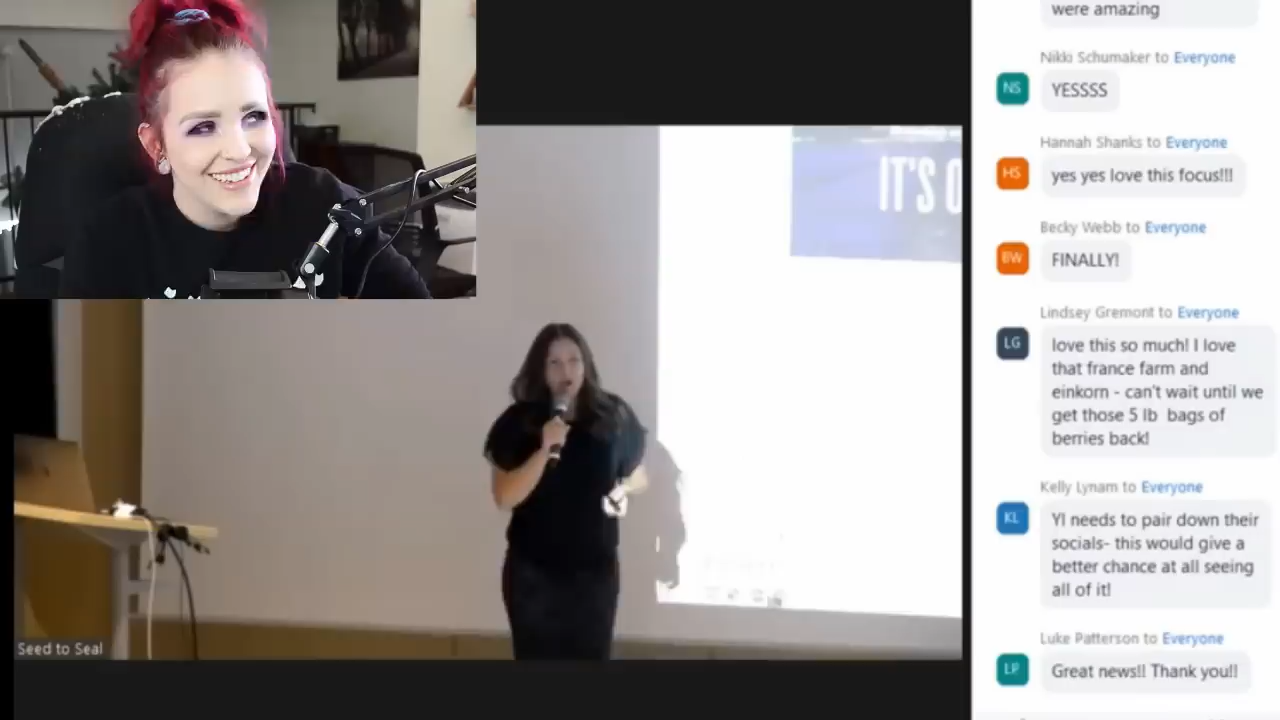 were amazing
Nikki Schumaker to Everyone
NS
YESSSS
Hannah Shanks to Everyone
HS
yes yes love this focus!!!
Becky Webb to Everyone
BW
FINALLY!
Lindsey Gremont to Everyone
LG
love this so much! I love
that france farm and
einkorn - can't wait until we
get those 5 lb bags of
berries back!
Kelly Lynam to Everyone
KL
Yl needs to pair down their
socials- this would give a
better chance at all seeing
all of it!
Luke Patterson to Everyone
LP
Great news!! Thank you!!
IT'S O
Seed to Seal